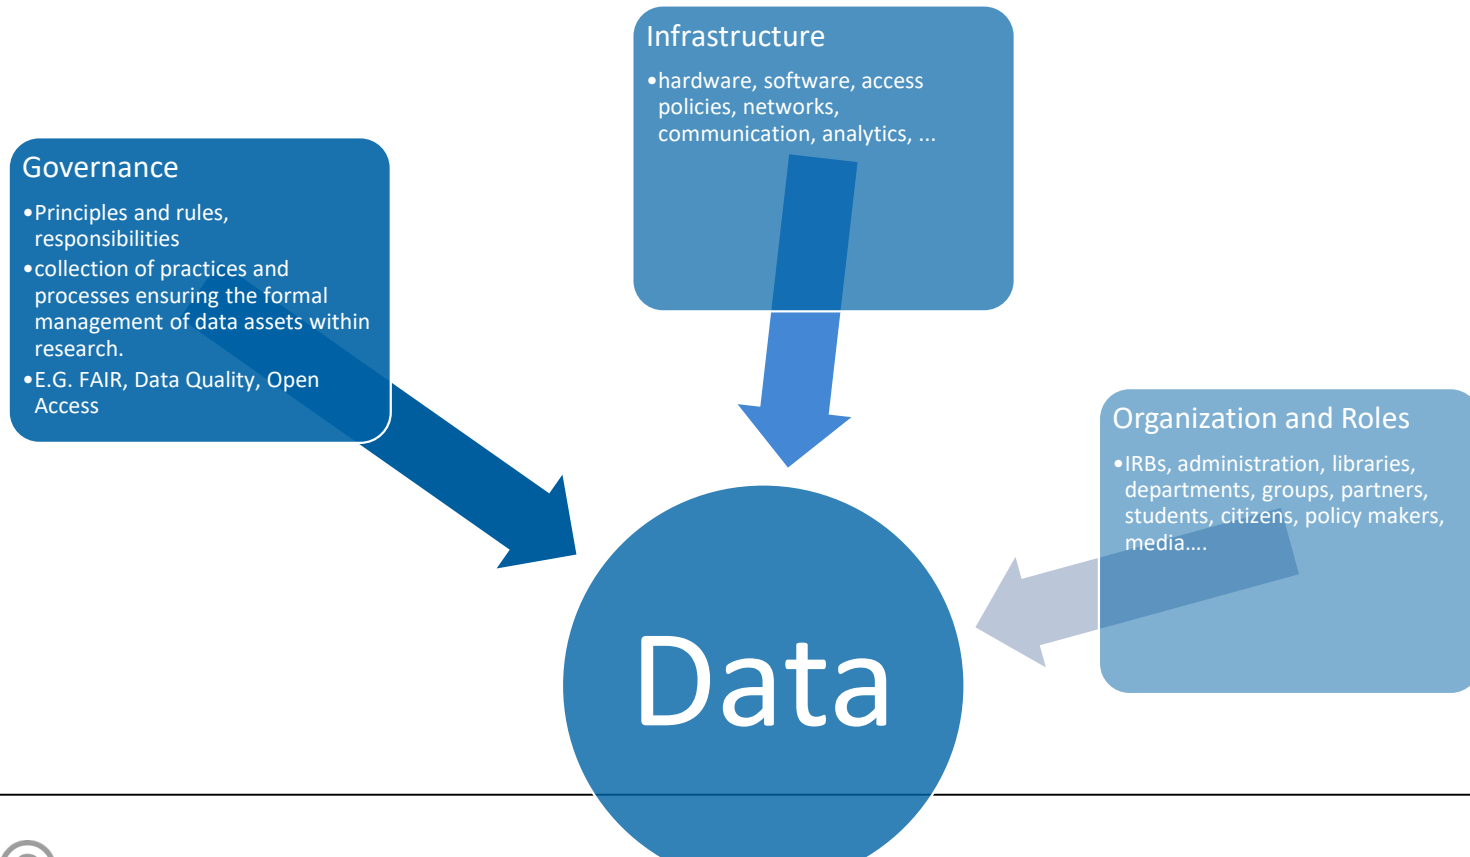 Infrastructure
•hardware, software, access
policies, networks,
communication, analytics, ...
Governance
•Principles and rules,
responsibilities
•collection of practices and
processes ensuring the formal
management of data assets within
research.
•E.G. FAIR, Data Quality, Open
Access
Organization and Roles
•IRBs, administration, libraries,
departments, groups, partners,
students, citizens, policy makers,
media....
Data